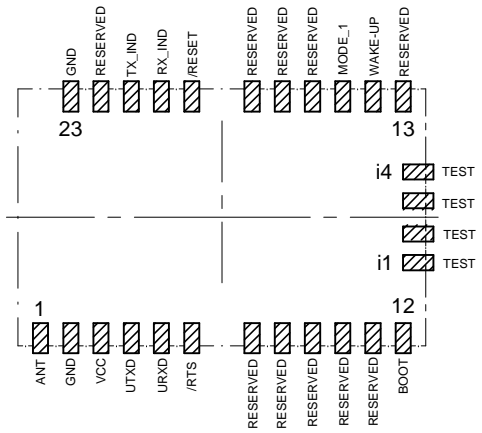 GND
RESERVED
TX_IND
RX_IND
/RESET
RESERVED
RESERVED
RESERVED
MODE_1
WAKE-UP
RESERVED
23
13
i4
TEST
TEST
TEST
i1
TEST
1
12
ANT
GND
VCC
UTXD
URXD
/RTS
RESERVED
RESERVED
RESERVED
RESERVED
RESERVED
BOOT